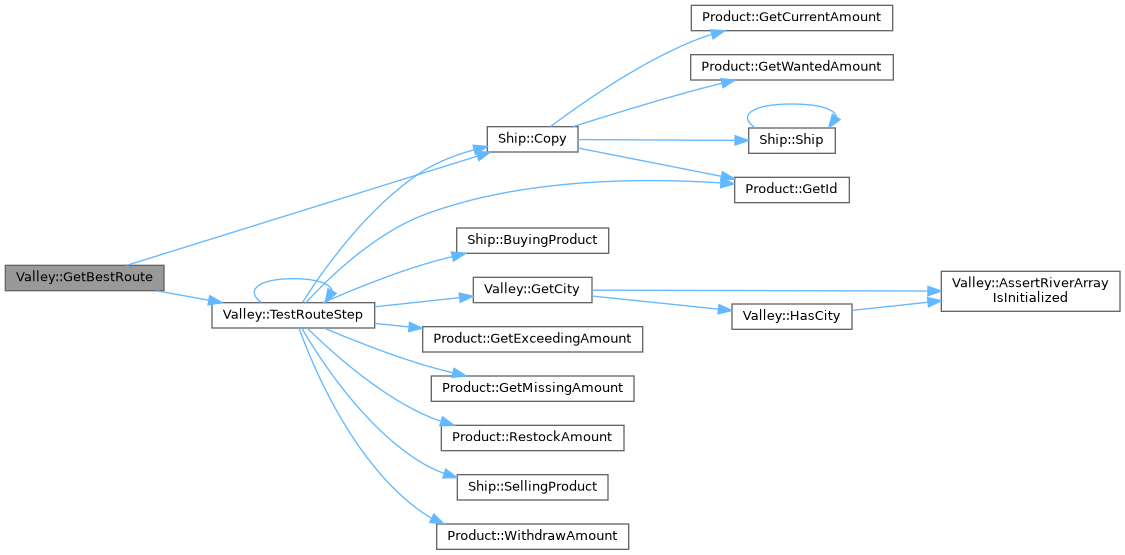 Product::GetCurrentAmount
Product::GetWantedAmount
Ship::Copy
Ship::Ship
Product::GetId
Ship::BuyingProduct
Valley::GetBestRoute
Valley::GetCity
Valley::AssertRiverArray
IsInitialized
Valley::TestRouteStep
Valley::HasCity
Product::GetExceedingAmount
Product::GetMissingAmount
Product::RestockAmount
Ship::SellingProduct
Product::WithdrawAmount